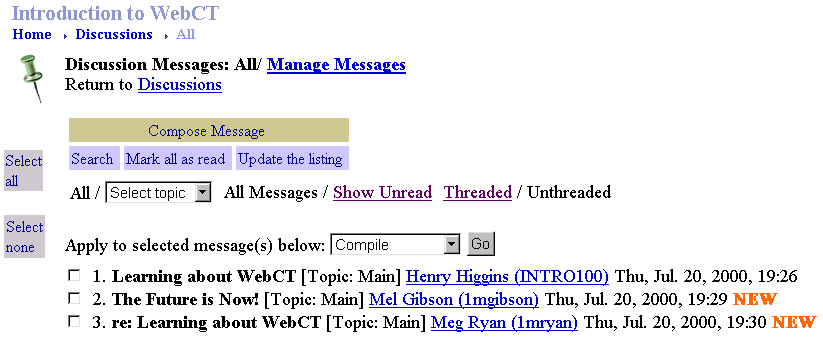 Introduction to WebCT
Home › Discussions › All
Discussion Messages: All/ Manage Messages
Return to Discussions
Compose Message
Search Mark all as read Update the listing
Select all
All / Select topic All Messages / Show Unread Threaded / Unthreaded
Select none
Apply to selected message(s) below: Compile Go
1. Learning about WebCT [Topic: Main] Henry Higgins (INTRO100) Thu, Jul. 20, 2000, 19:26
2. The Future is Now! [Topic: Main] Mel Gibson (1mgibson) Thu, Jul. 20, 2000, 19:29 NEW
3. re: Learning about WebCT [Topic: Main] Meg Ryan (1mryan) Thu, Jul. 20, 2000, 19:30 NEW